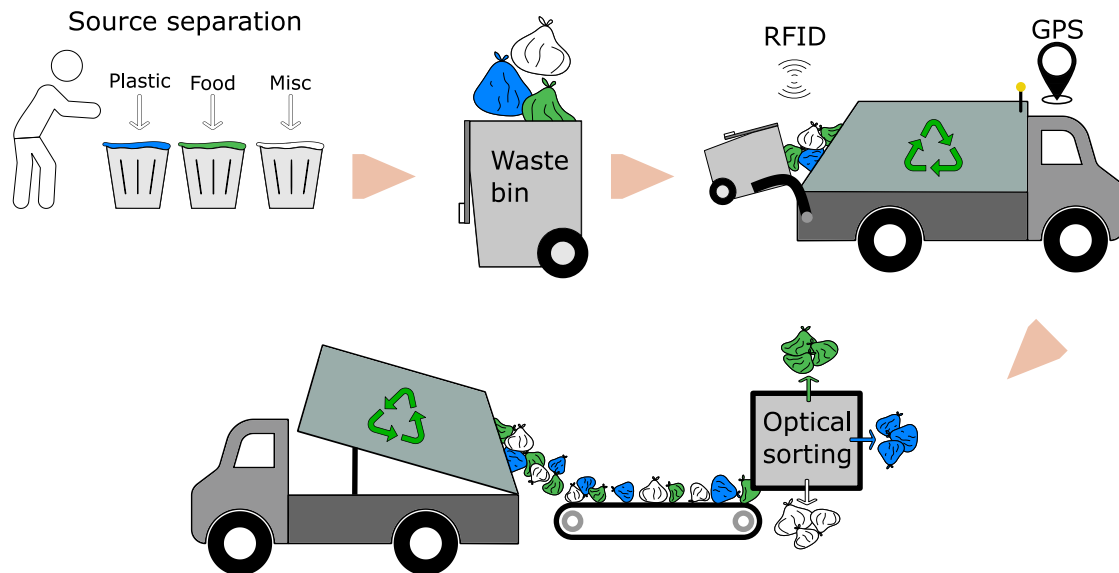 Source separation
Plastic
Food
Misc
Waste
bin
RFID
GPS
Optical
sorting